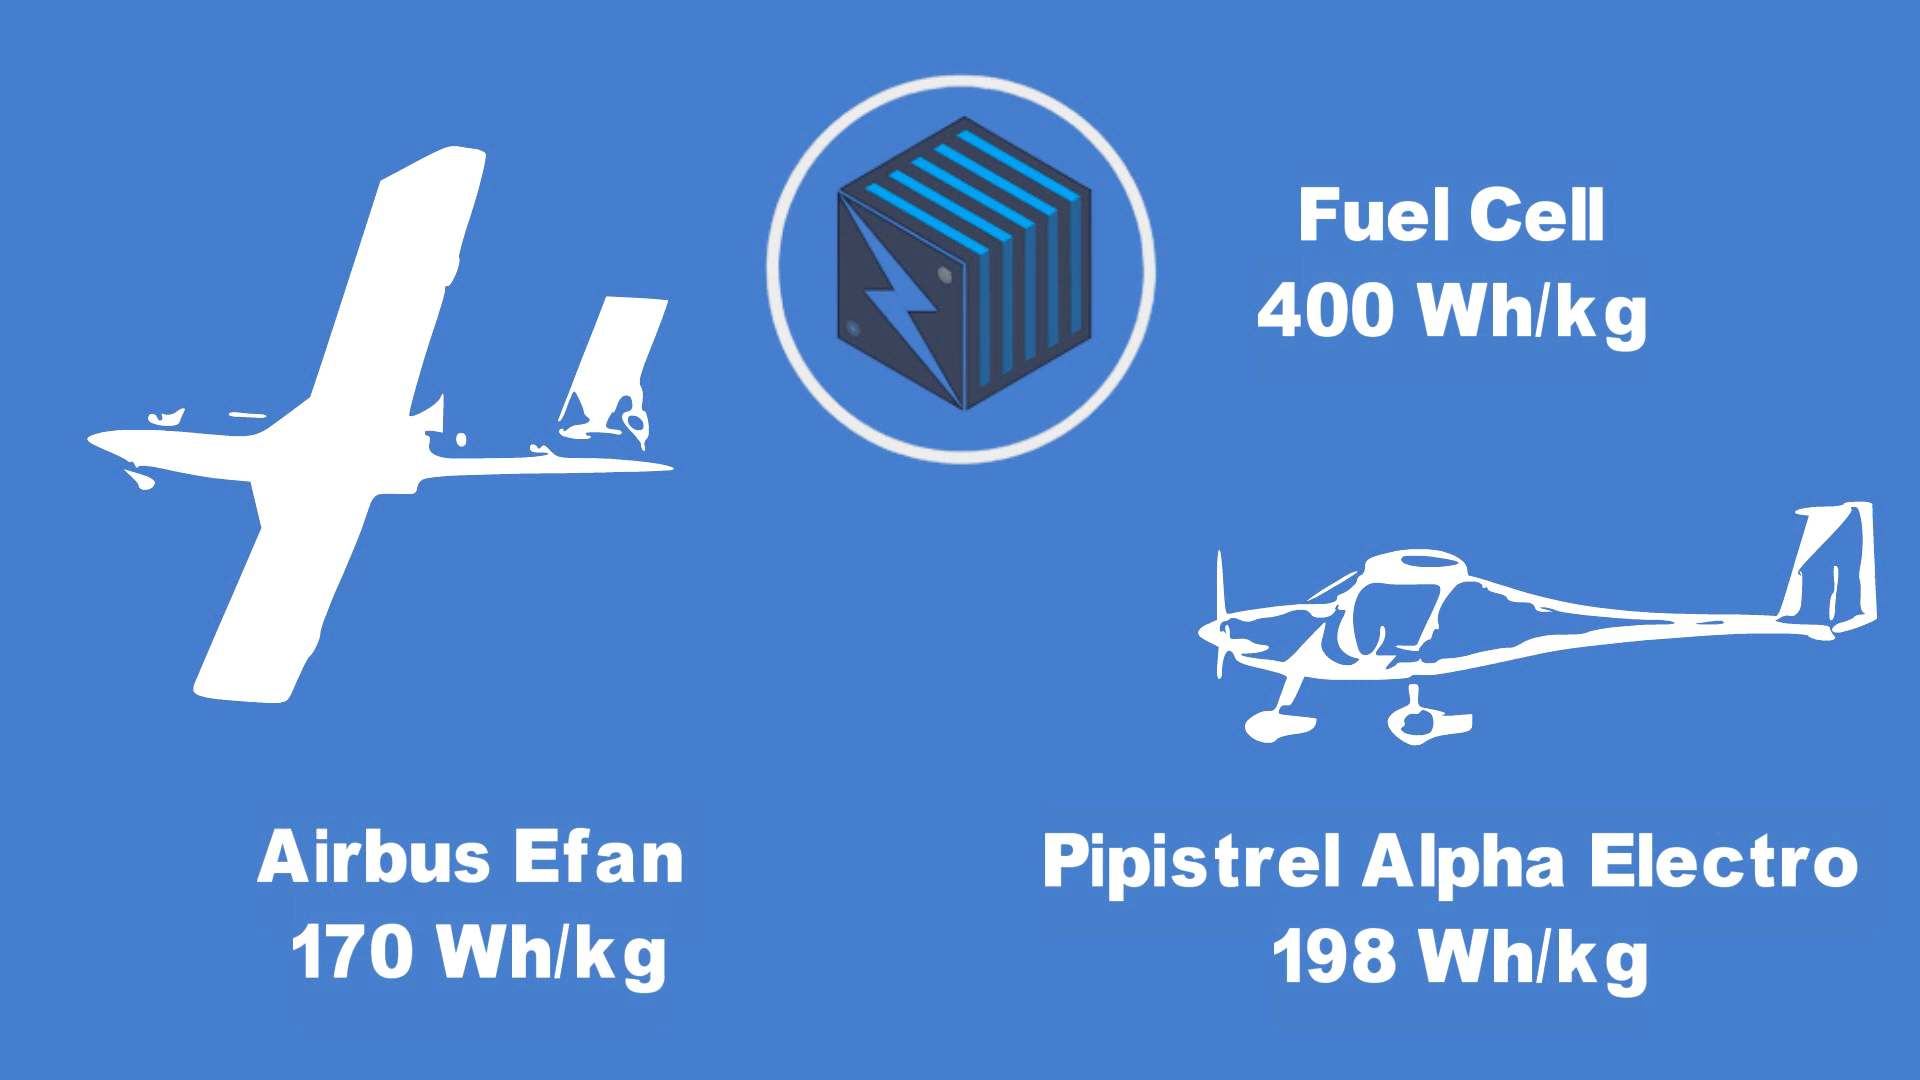 Fuel Cell
400 Wh/kg
Airbus Efan
170 Wh/kg
Pipistrel Alpha Electro
198 Wh/kg